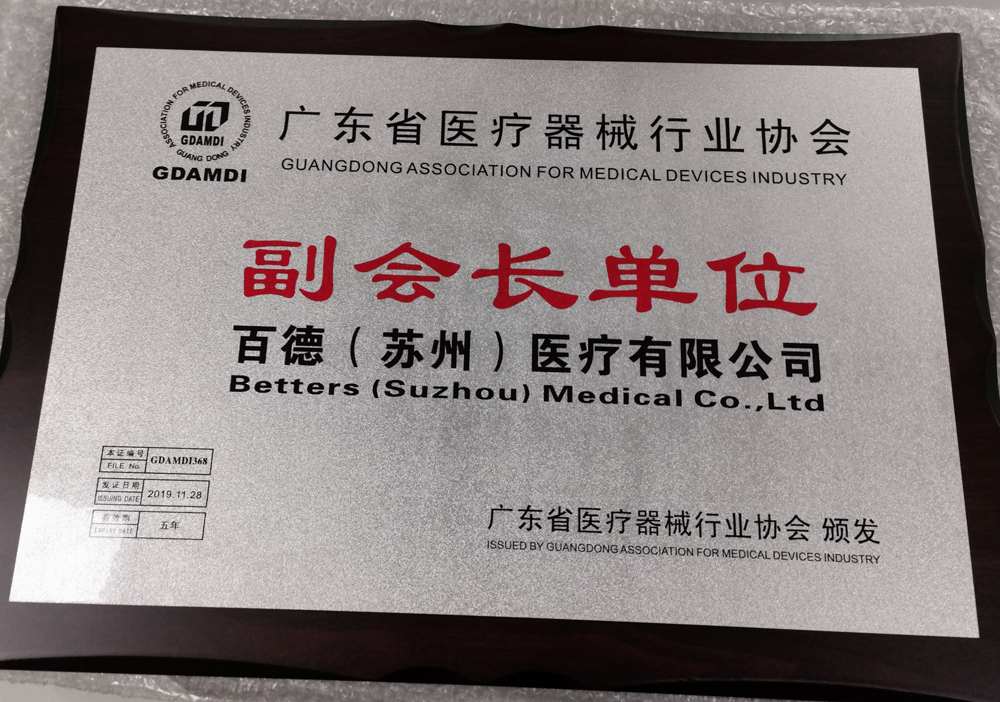 ASSOCIATION FOR MEDICAL DEVICES INDUSTRY
GUANG DONG
GDAMDI
GDAMDI
广东省医疗器械行业协会
GUANGDONG ASSOCIATION FOR MEDICAL DEVICES INDUSTRY
副会长单位
百德（苏州）医疗有限公司
Betters (Suzhou) Medical Co.,Ltd
本证编号 GDAMDI368
FILE No.
发证日期 2019.11.28
ISSUING DATE
有效期 五年
EXPIRY DATE
广东省医疗器械行业协会 颁发
ISSUED BY GUANGDONG ASSOCIATION FOR MEDICAL DEVICES INDUSTRY